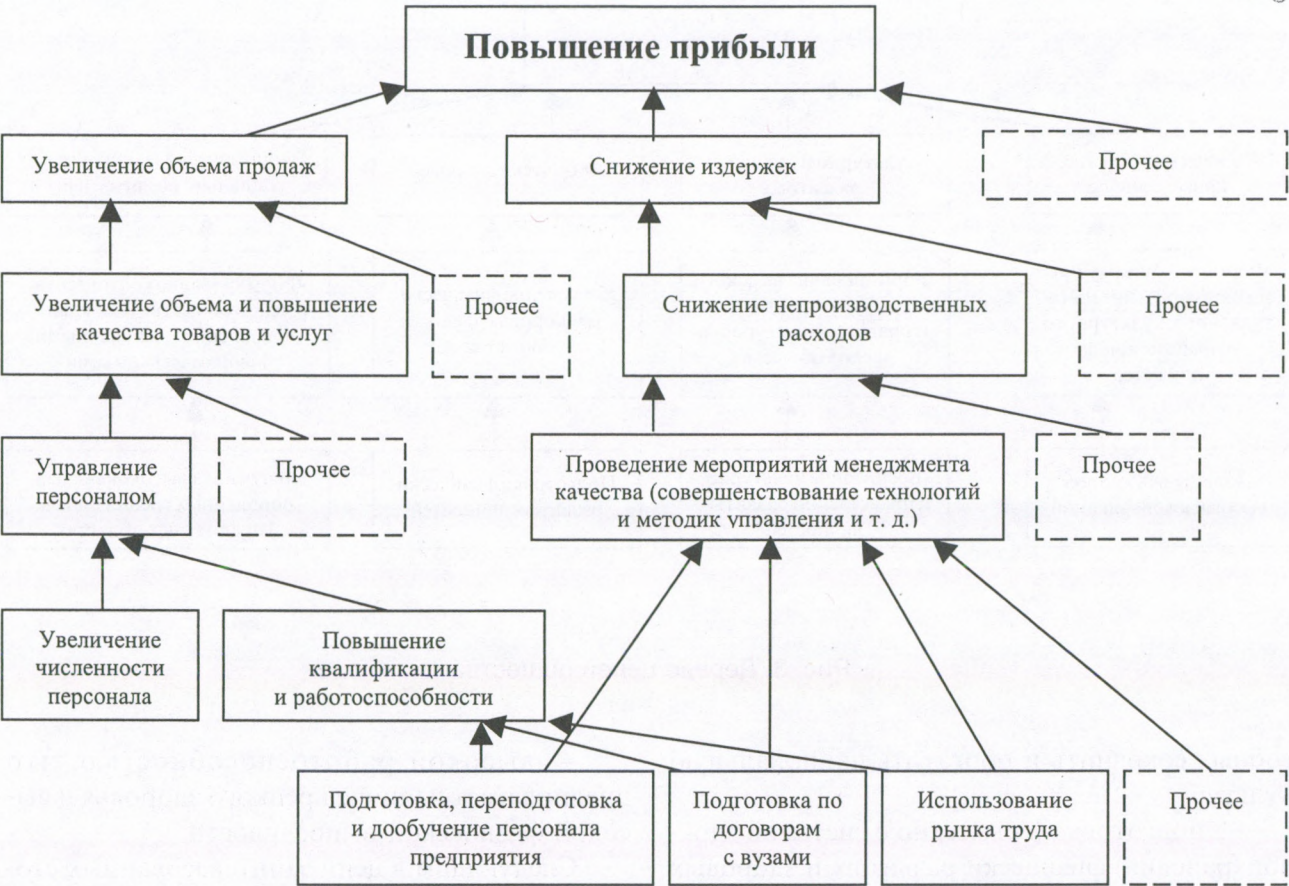 Повышение прибыли
Увеличение объема продаж
Снижение издержек
Прочее
Увеличение объема и повышение
качества товаров и услуг
Прочее
Снижение непроизводственных
расходов
Прочее
Управление
персоналом
Прочее
Проведение мероприятий менеджмента
качества (совершенствование технологий
и методик управления и т. д.)
Прочее
Увеличение
численности
персонала
Повышение
квалификации
и работоспособности
Подготовка, переподготовка
и дообучение персонала
предприятия
Подготовка по
договорам
с вузами
Использование
рынка труда
Прочее